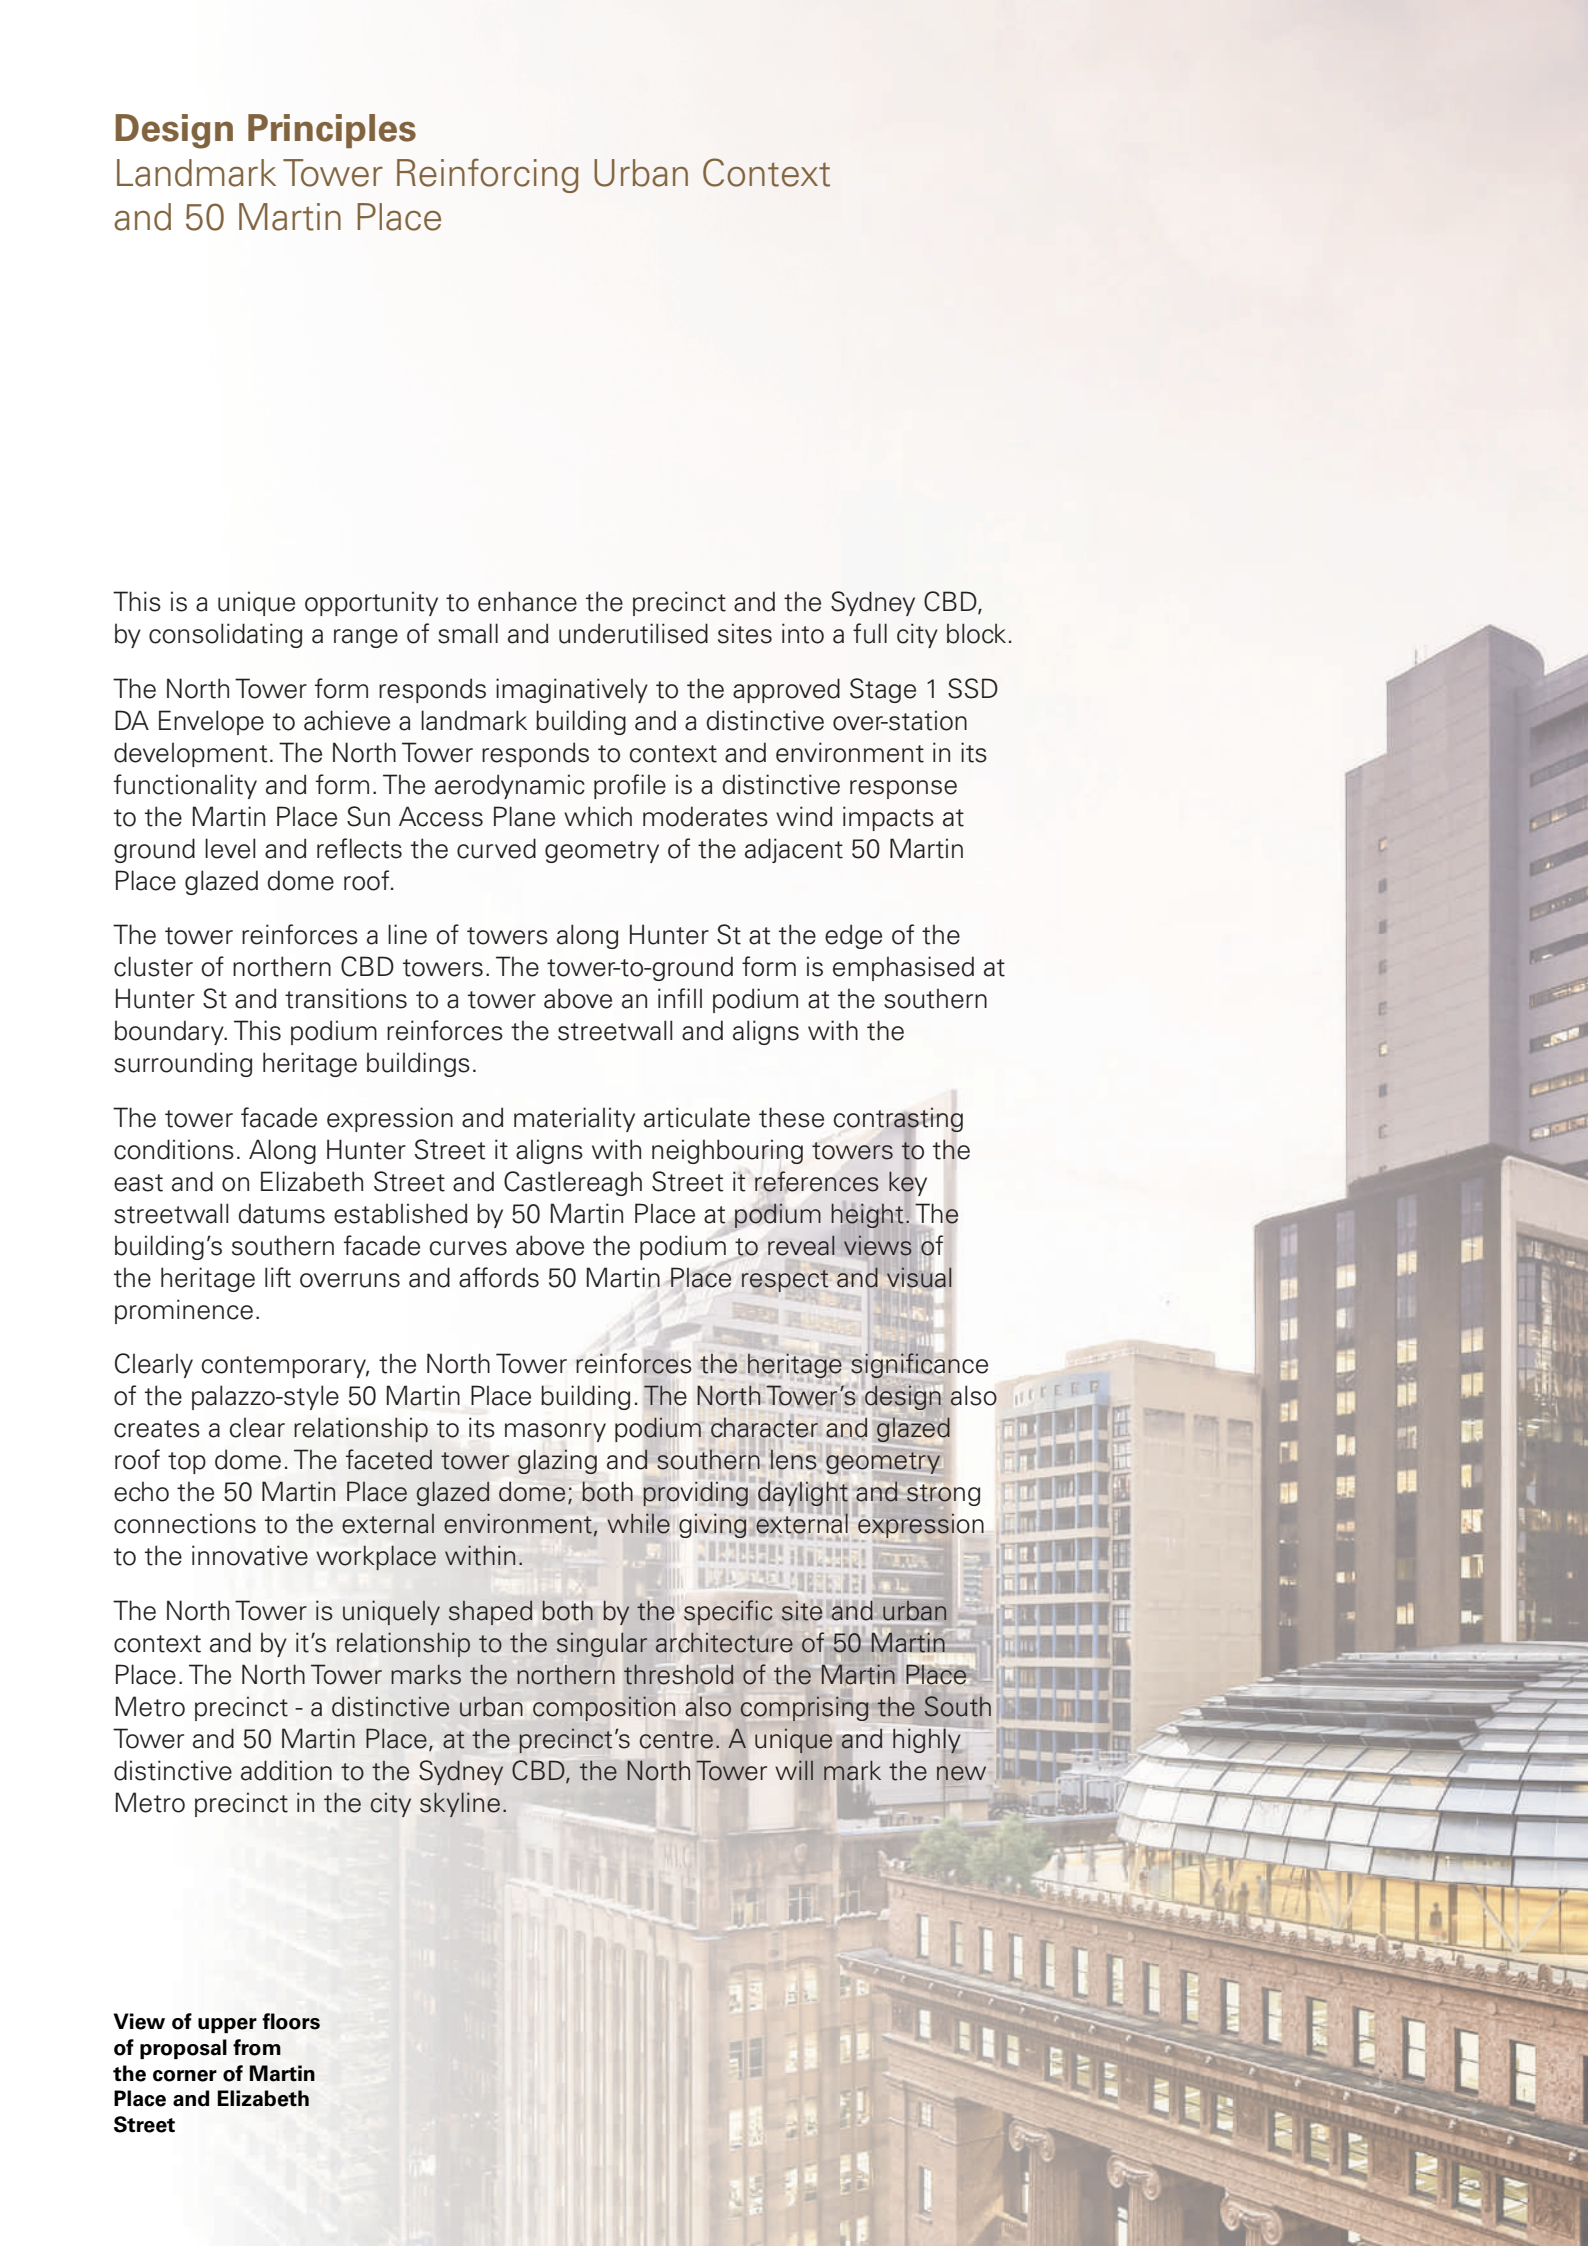 Design Principles
Landmark Tower Reinforcing Urban Context
and 50 Martin Place
This is a unique opportunity to enhance the precinct and the Sydney CBD,
by consolidating a range of small and underutilised sites into a full city block.
The North Tower form responds imaginatively to the approved Stage 1 SSD
DA Envelope to achieve a landmark building and a distinctive over-station
development. The North Tower responds to context and environment in its
functionality and form. The aerodynamic profile is a distinctive response
to the Martin Place Sun Access Plane which moderates wind impacts at
ground level and reflects the curved geometry of the adjacent 50 Martin
Place glazed dome roof.
The tower reinforces a line of towers along Hunter St at the edge of the
cluster of northern CBD towers. The tower-to-ground form is emphasised at
Hunter St and transitions to a tower above an infill podium at the southern
boundary. This podium reinforces the streetwall and aligns with the
surrounding heritage buildings.
The tower facade expression and materiality articulate these contrasting
conditions. Along Hunter Street it aligns with neighbouring towers to the
east and on Elizabeth Street and Castlereagh Street it references key
streetwall datums established by 50 Martin Place at podium height. The
building’s southern facade curves above the podium to reveal views of
the heritage lift overruns and affords 50 Martin Place respect and visual
prominence.
Clearly contemporary, the North Tower reinforces the heritage significance
of the palazzo-style 50 Martin Place building. The North Tower’s design also
creates a clear relationship to its masonry podium character and glazed
roof top dome. The faceted tower glazing and southern lens geometry
echo the 50 Martin Place glazed dome; both providing daylight and strong
connections to the external environment, while giving external expression
to the innovative workplace within.
The North Tower is uniquely shaped both by the specific site and urban
context and by it’s relationship to the singular architecture of 50 Martin
Place. The North Tower marks the northern threshold of the Martin Place
Metro precinct - a distinctive urban composition also comprising the South
Tower and 50 Martin Place, at the precinct’s centre. A unique and highly
distinctive addition to the Sydney CBD, the North Tower will mark the new
Metro precinct in the city skyline.
View of upper floors
of proposal from
the corner of Martin
Place and Elizabeth
Street